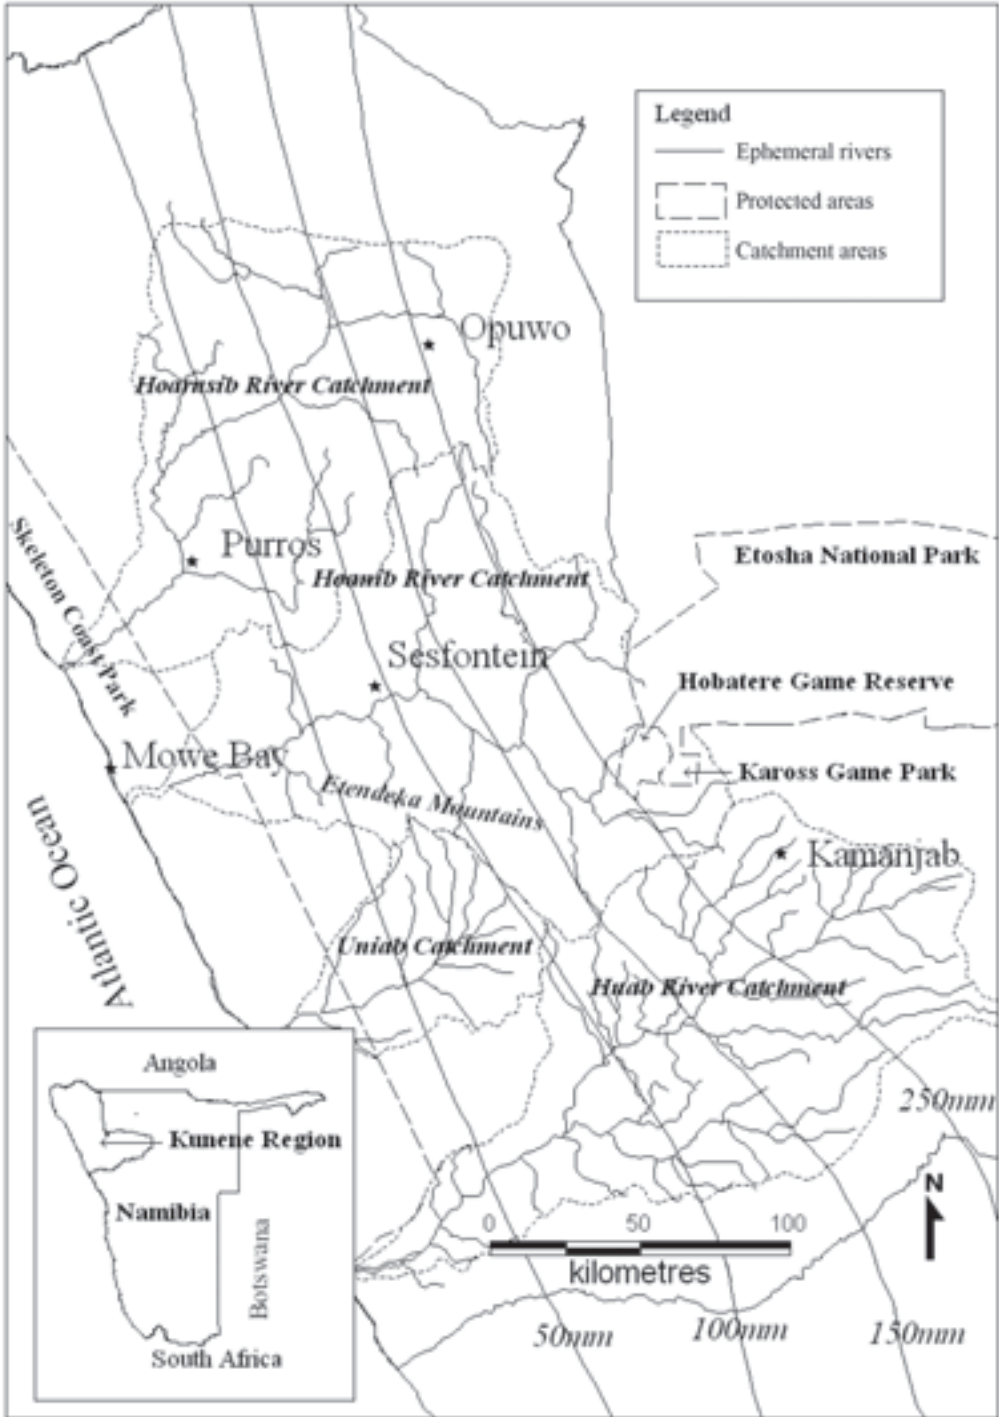 Legend
Ephemeral rivers
Protected areas
Catchment areas
Opuwo
Hoarnsib River Catchment
Purros
Etosha National Park
Hoanib River Catchment
Skeleton Coast Park
Sesfontein
Hobatere Game Reserve
Mowe Bay
Kaross Game Park
Etendeka Mountains
Kamanjab
Atlantic Ocean
Uniab Catchment
Huab River Catchment
Angola
Kunene Region
Namibia
Botswana
South Africa
250mm
N
0 50 100
kilometres
50mm
100mm
150mm